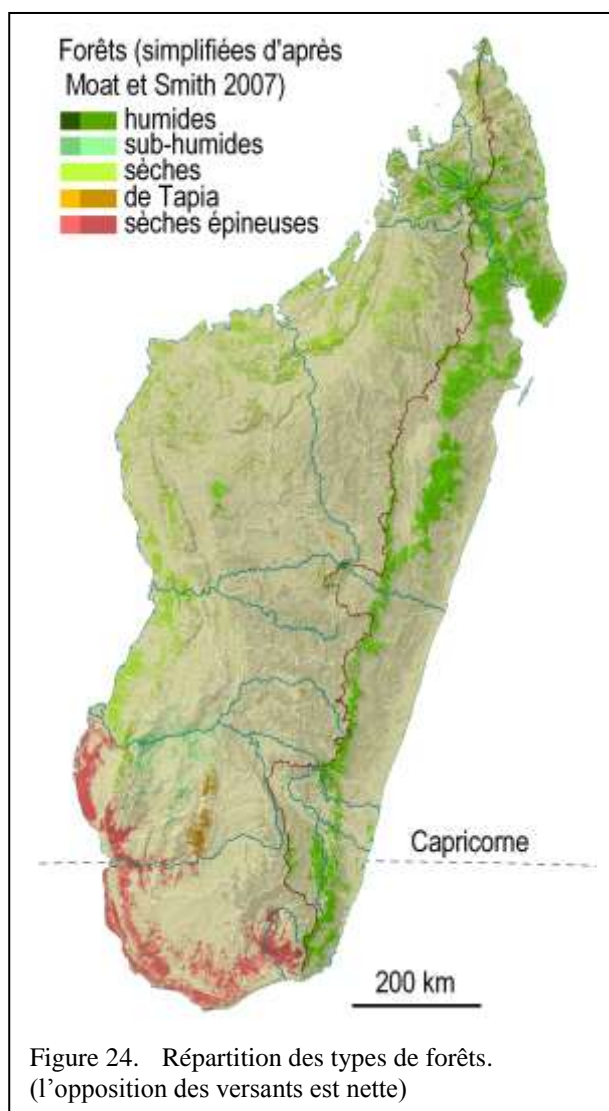 Forêts (simplifiées d'après
Moat et Smith 2007)
humides
sub-humides
sèches
de Tapia
sèches épineuses
Capricorne
200 km
Figure 24. Répartition des types de forêts.
(l’opposition des versants est nette)